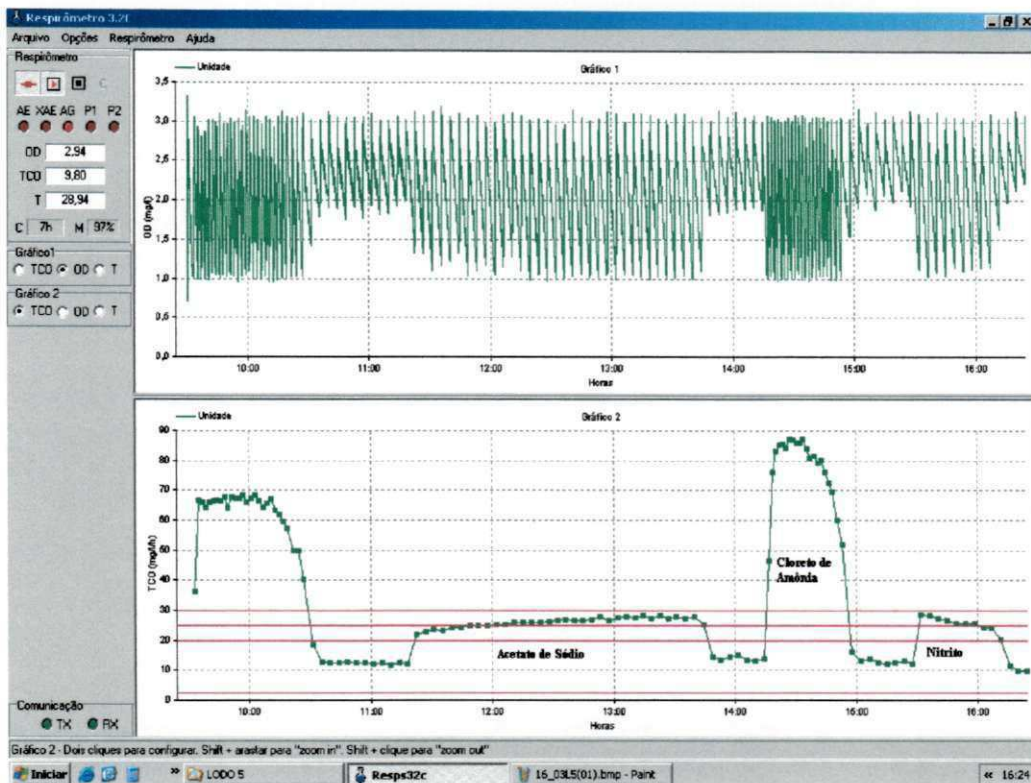 Respirômetro 3.2(
Arquivo Opções Respirômetro Ajuda
Respirômetro
AE XAE AG P1 P2
OD 2,94
TCO 9,80
T 28,94
C 7h M 97%
Gráfico1
TCO OD T
Gráfico 2
TCO OD T
Unidade
Gráfico 1
OD (mg/l)
3,5
3,0
2,5
2,0
1,5
1,0
0,5
0,0
10:00 11:00 12:00 13:00 14:00 15:00 16:00
Horas
Unidade
Gráfico 2
TCO (mg/l/h)
90
80
70
60
50
40
30
20
10
0
Cloreto de
Amônia
Acetato de Sódio
Nitrito
10:00 11:00 12:00 13:00 14:00 15:00 16:00
Horas
Comunicação
TX RX
Gráfico 2 - Dois cliques para configurar. Shift + arrastar para "zoom in". Shift + clique para "zoom out"
Iniciar » LODO 5 Resps32c 16_03L5(01).bmp - Paint « 16:24